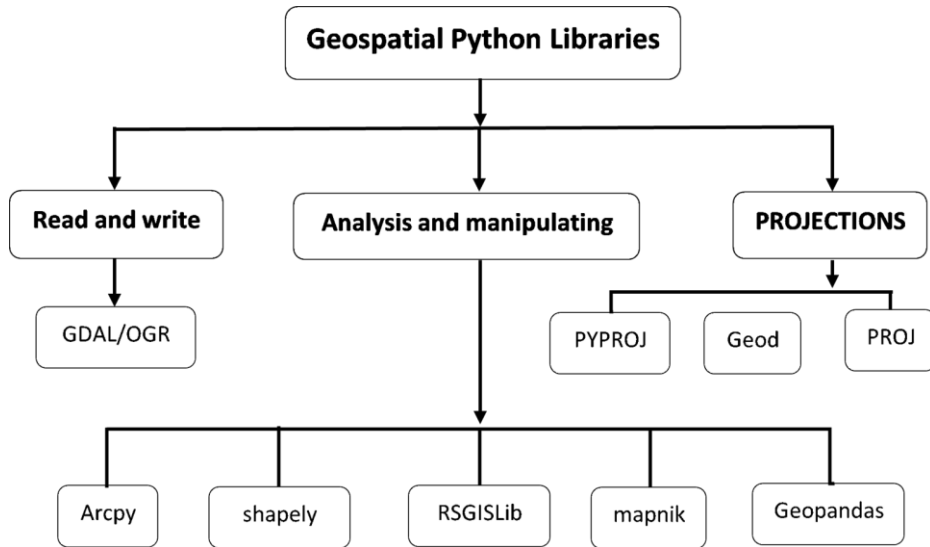 Geospatial Python Libraries
Read and write
Analysis and manipulating
PROJECTIONS
GDAL/OGR
PYPROJ
Geod
PROJ
Arcpy
shapely
RSGISLib
mapnik
Geopandas